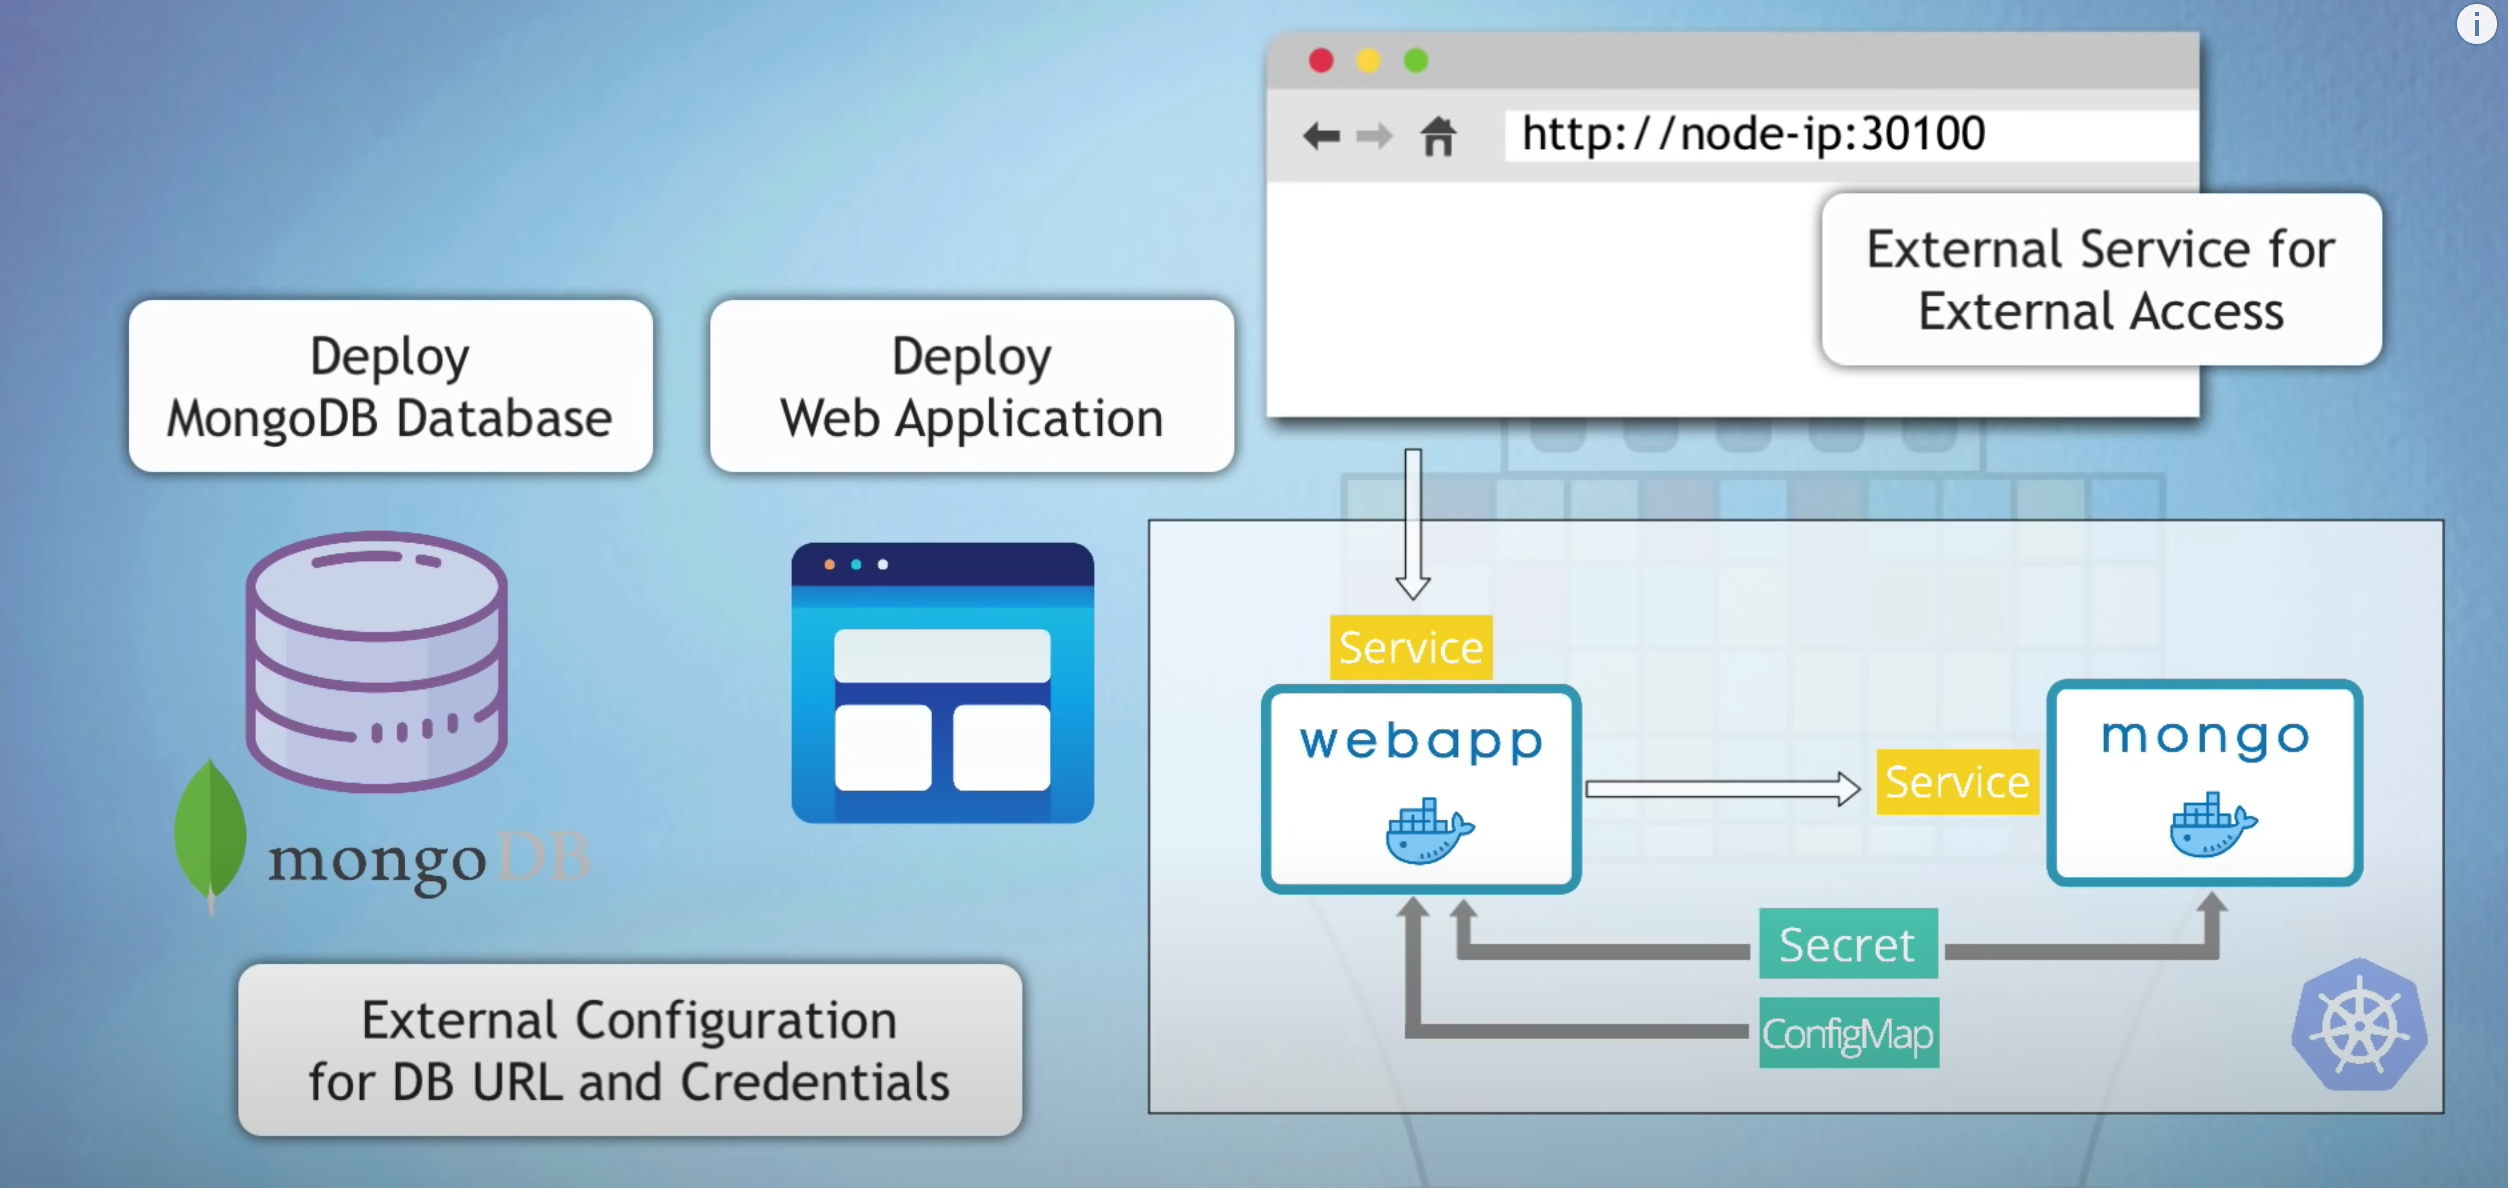 http://node-ip:30100
External Service for
External Access
Deploy
MongoDB Database
Deploy
Web Application
mongoDB
External Configuration
for DB URL and Credentials
Service
webapp
Service
mongo
Secret
ConfigMap
i